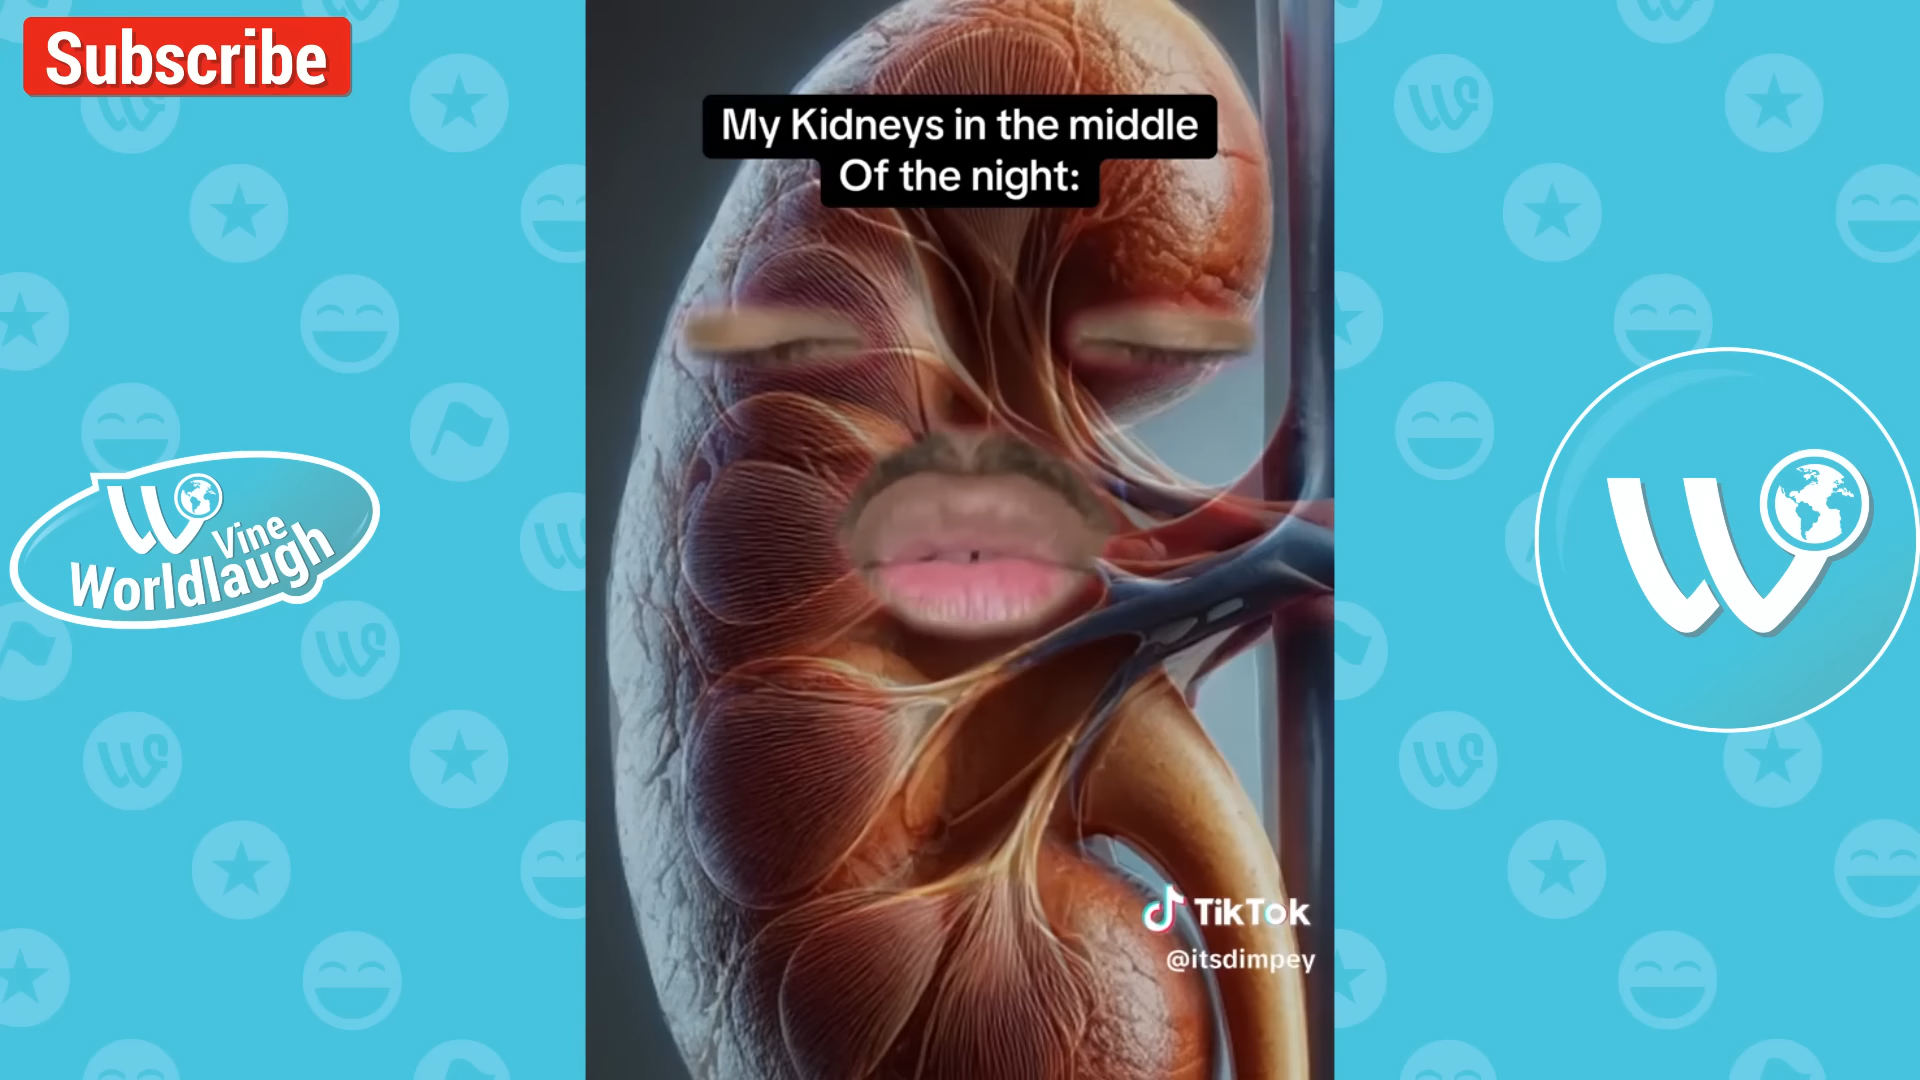 Subscribe
My Kidneys in the middle
Of the night:
W
Vine
Worldlaugh
W
TikTok
@itsdimpey